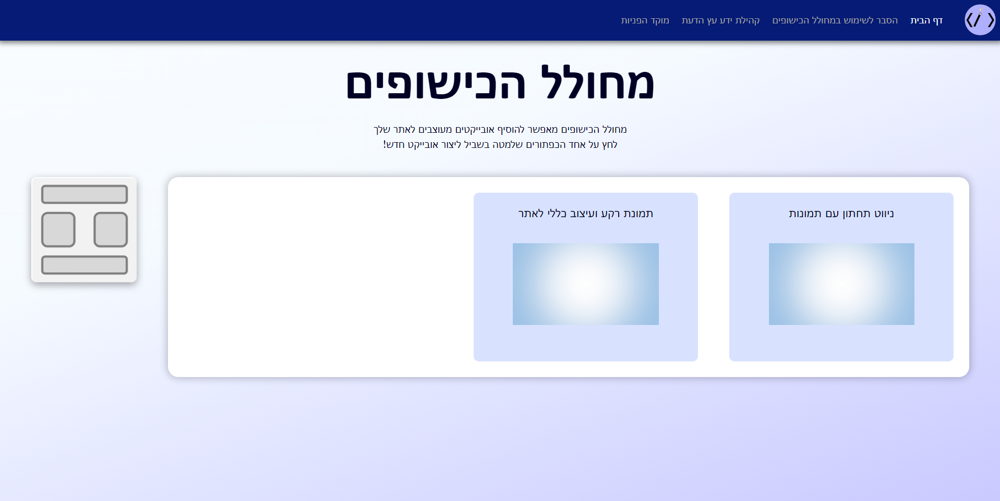 דף הבית
הסבר לשימוש במחולל הכישופים
קהילת ידע עץ הדעת
מוקד הפניות
מחולל הכישופים
מחולל הכישופים מאפשר להוסיף אובייקטים מעוצבים לאתר שלך
לחץ על אחד הכפתורים שלמטה בשביל ליצור אובייקט חדש!
ניווט תחתון עם תמונות
תמונת רקע ועיצוב כללי לאתר